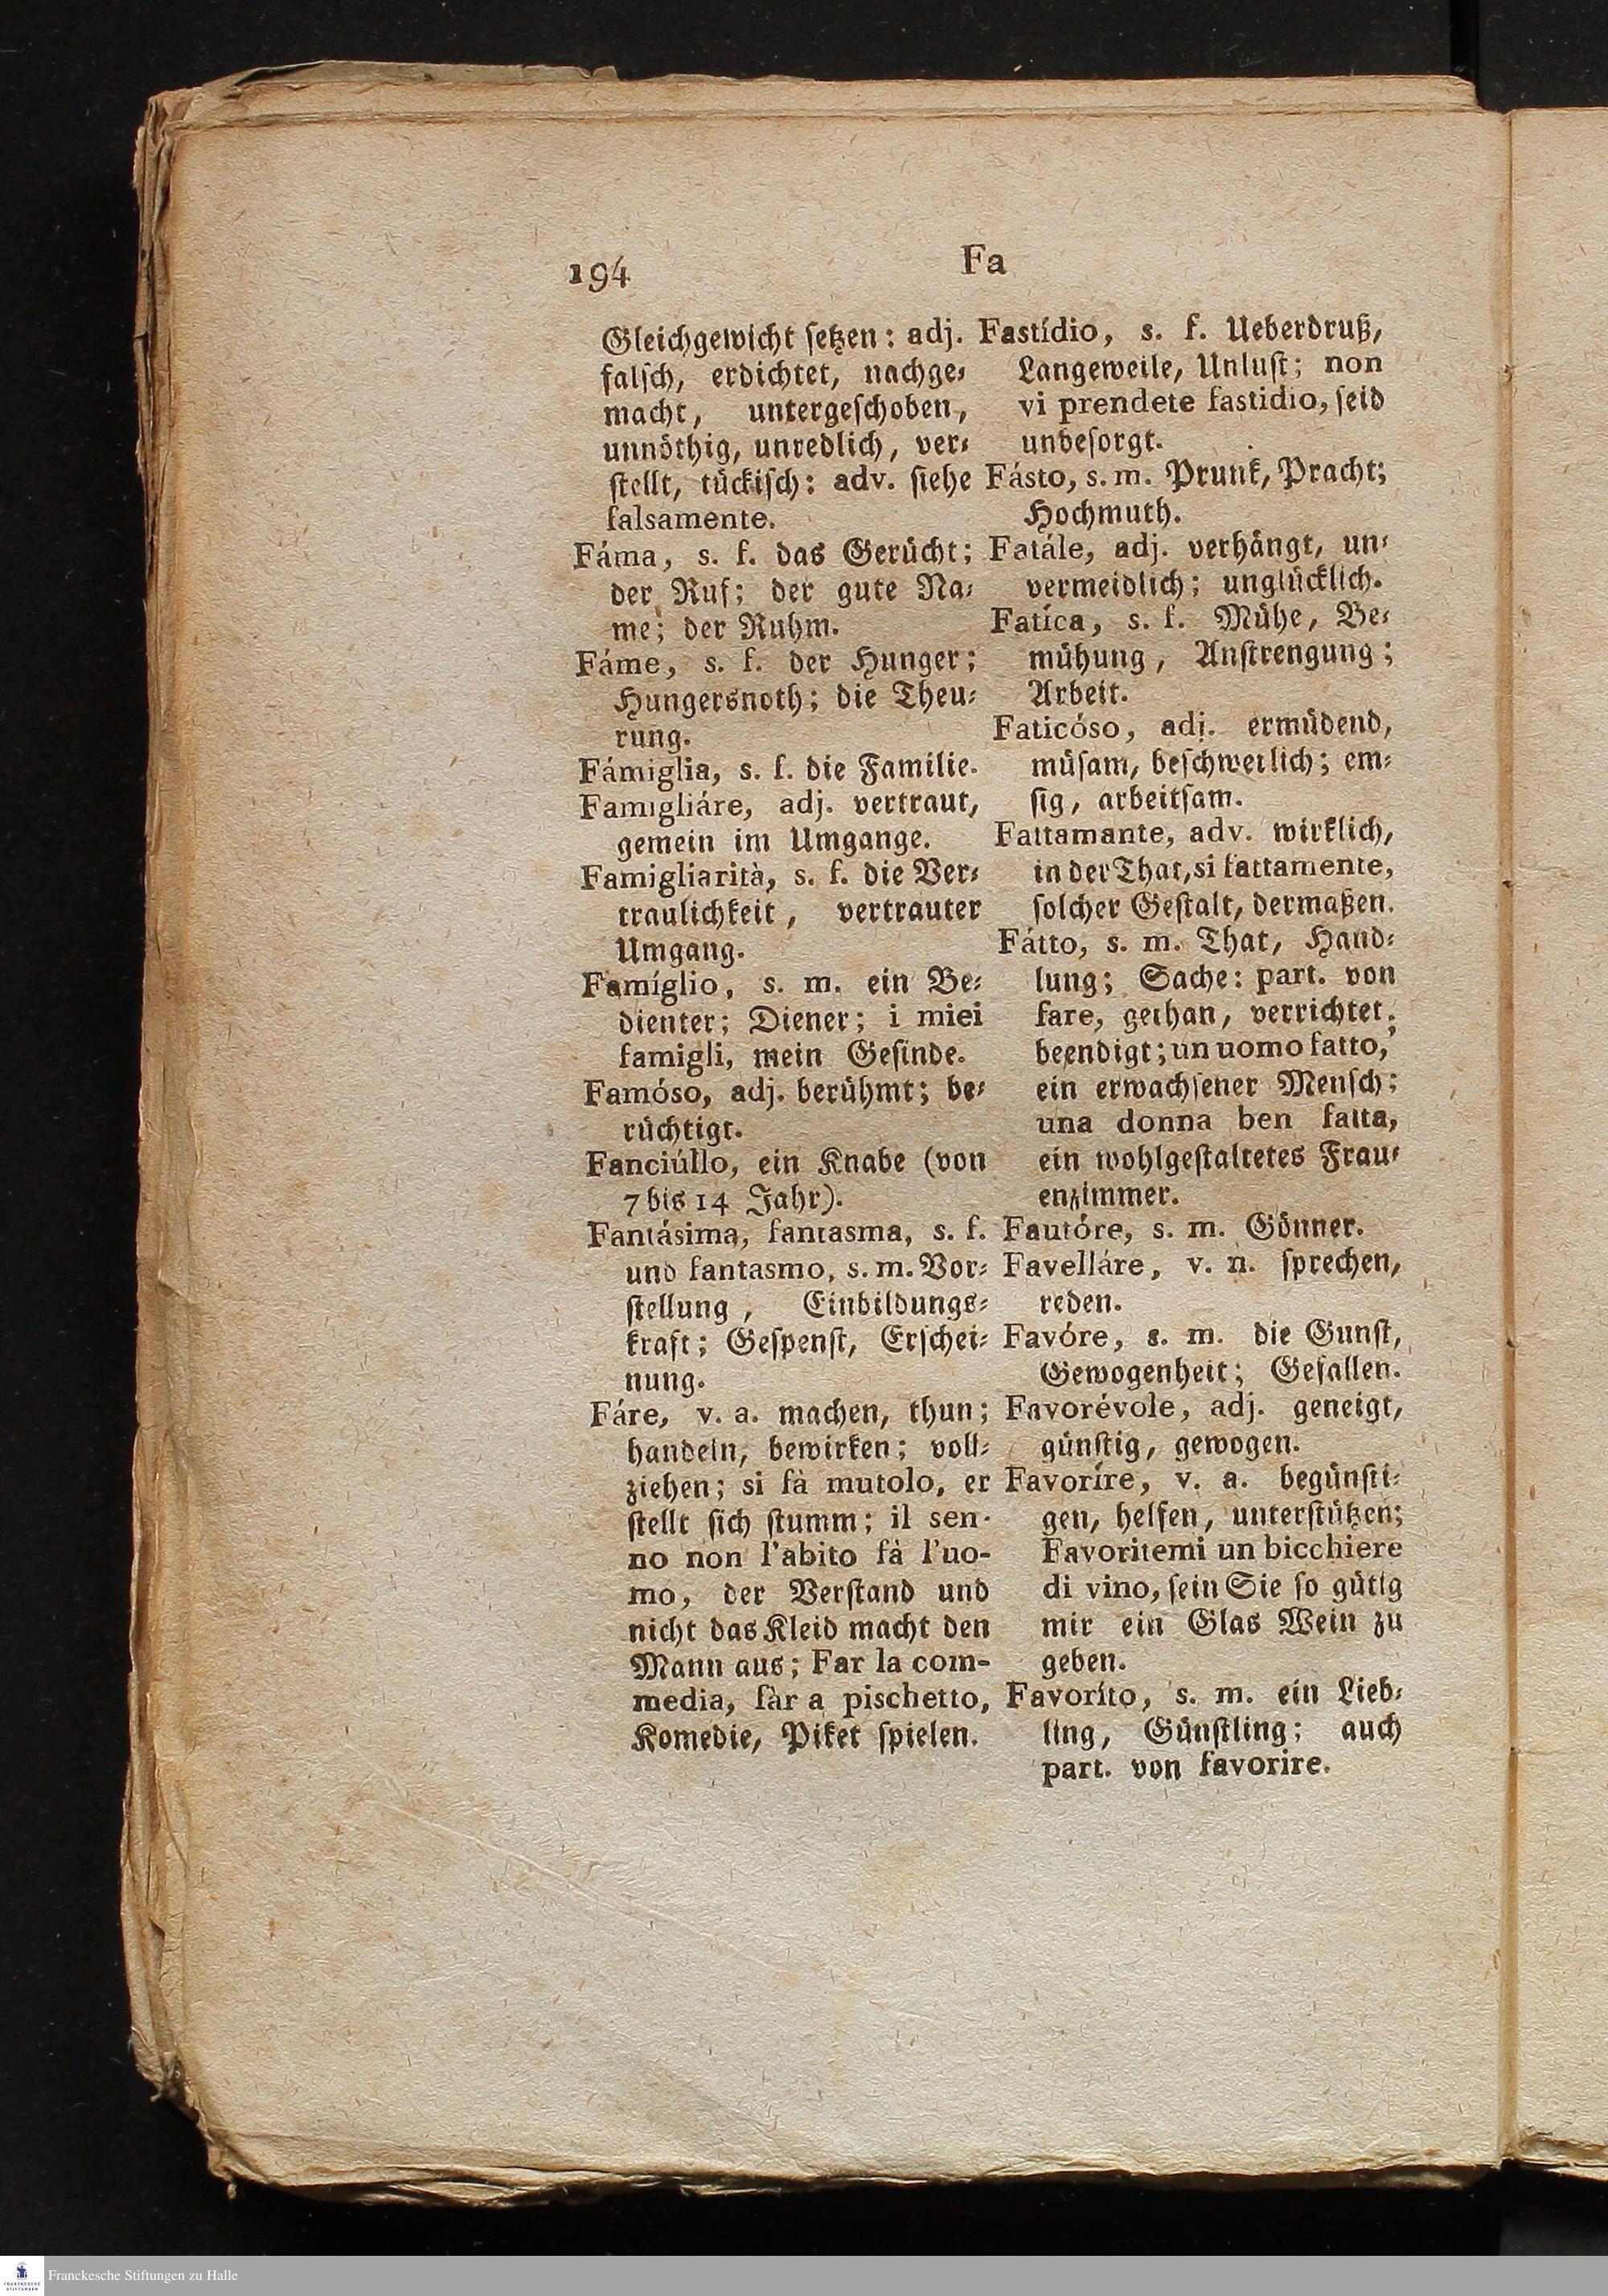 194
Fa
Gleichgewicht setzen: adj.
falsch, erdichtet, nachge⸗
macht, untergeschoben,
unnöthig, unredlich, ver⸗
stellt, tückisch: adv. siehe
falsamente.
Fáma, s. f. das Gerücht;
der Ruf; der gute Na⸗
me; der Ruhm.
Fáme, s. f. der Hunger;
Hungersnoth; die Theu⸗
rung.
Fámiglia, s. f. die Familie.
Famigliáre, adj. vertraut,
gemein im Umgange.
Famigliarità, s. f. die Ver⸗
traulichkeit, vertrauter
Umgang.
Famíglio, s. m. ein Be⸗
dienter; Diener; i miei
famigli, mein Gesinde.
Famóso, adj. berühmt; be⸗
rüchtigt.
Fanciúllo, ein Knabe (von
7 bis 14 Jahr).
Fantásima, fantasma, s. f.
und fantasmo, s. m. Vor⸗
stellung, Einbildungs⸗
kraft; Gespenst, Erschei⸗
nung.
Fáre, v. a. machen, thun;
handeln, bewirken; voll⸗
ziehen; si fà mutolo, er
stellt sich stumm; il sen-
no non l'abito fà l'uo-
mo, der Verstand und
nicht das Kleid macht den
Mann aus; Far la com-
media, fàr a pischetto,
Komedie, Piket spielen.
Fastídio, s. f. Ueberdruß,
Langeweile, Unlust; non
vi prendete fastidio, seid
unbesorgt.
Fásto, s. m. Prunk, Pracht;
Hochmuth.
Fatále, adj. verhängt, un⸗
vermeidlich; unglücklich.
Fatíca, s. f. Mühe, Be⸗
mühung, Anstrengung;
Arbeit.
Faticóso, adj. ermüdend,
müsam, beschwerlich; em⸗
sig, arbeitsam.
Fattamante, adv. wirklich,
in der That, si fattamente,
solcher Gestalt, dermaßen.
Fátto, s. m. That, Hand⸗
lung; Sache: part. von
fare, gethan, verrichtet;
beendigt; un uomo fatto,
ein erwachsener Mensch;
una donna ben fatta,
ein wohlgestaltetes Frau⸗
enzimmer.
Fautóre, s. m. Gönner.
Favelláre, v. n. sprechen,
reden.
Favóre, s. m. die Gunst,
Gewogenheit; Gefallen.
Favorévole, adj. geneigt,
günstig, gewogen.
Favoríre, v. a. begünsti⸗
gen, helfen, unterstützen;
Favoritemi un bicchiere
di vino, sein Sie so gütig
mir ein Glas Wein zu
geben.
Favoríto, s. m. ein Lieb⸗
ling, Günstling; auch
part. von favorire.
Franckesche Stiftungen zu Halle
FRANCKESCHE
STIFTUNGEN